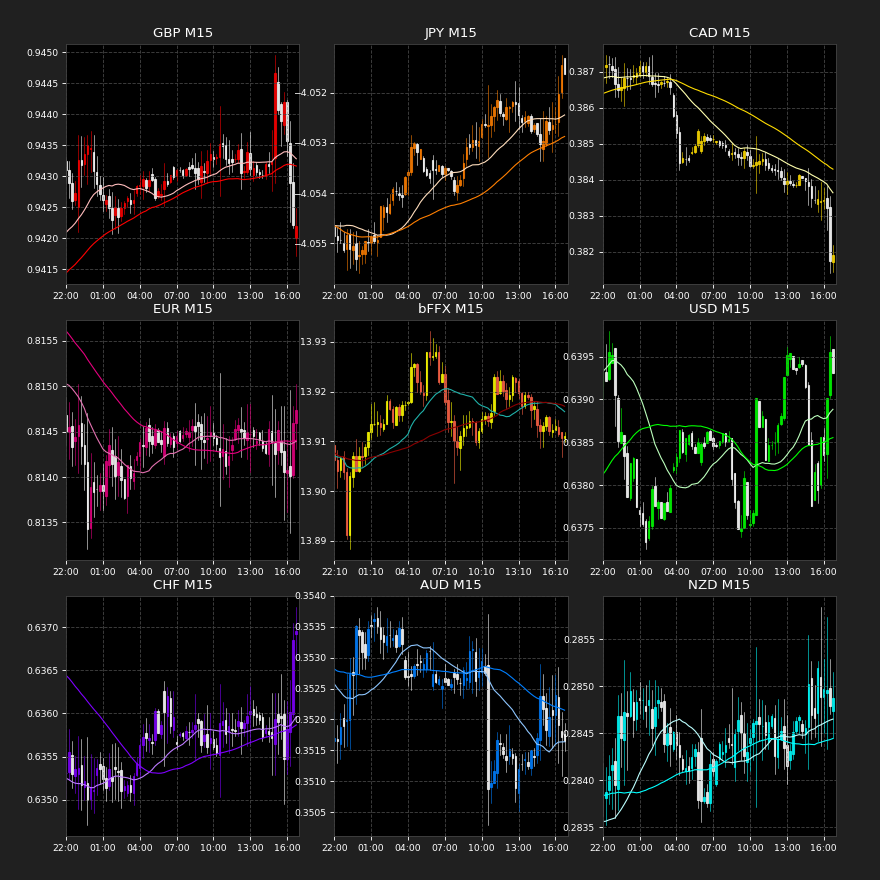 GBP M15
JPY M15
CAD M15
0.9450
0.9445
0.9440
0.9435
0.9430
0.9425
0.9420
0.9415
−4.052
−4.053
−4.054
−4.055
0.387
0.386
0.385
0.384
0.383
0.382
22:00 01:00 04:00 07:00 10:00 13:00 16:00
22:00 01:00 04:00 07:00 10:00 13:00 16:00
22:00 01:00 04:00 07:00 10:00 13:00 16:00
EUR M15
bFFX M15
USD M15
0.8155
0.8150
0.8145
0.8140
0.8135
13.93
13.92
13.91
13.90
13.89
0.6395
0.6390
0.6385
0.6380
0.6375
22:00 01:00 04:00 07:00 10:00 13:00 16:00
22:10 01:10 04:10 07:10 10:10 13:10 16:10
22:00 01:00 04:00 07:00 10:00 13:00 16:00
CHF M15
AUD M15
NZD M15
0.6370
0.6365
0.6360
0.6355
0.6350
0.3540
0.3535
0.3530
0.3525
0.3520
0.3515
0.3510
0.3505
0.2855
0.2850
0.2845
0.2840
0.2835
22:00 01:00 04:00 07:00 10:00 13:00 16:00
22:00 01:00 04:00 07:00 10:00 13:00 16:00
22:00 01:00 04:00 07:00 10:00 13:00 16:00